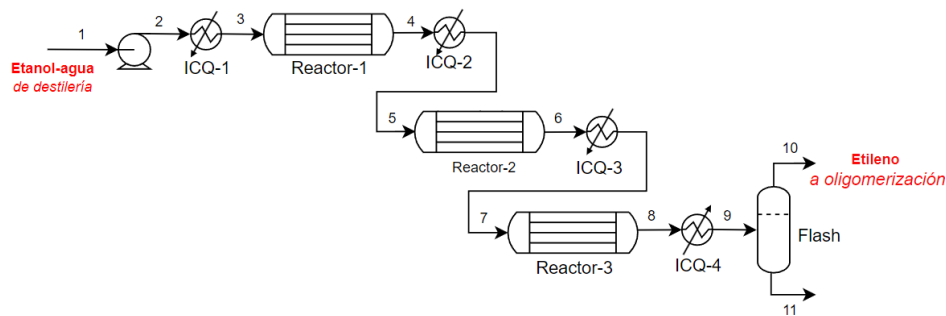 1
2
3
4
Etanol-agua
de destilería
ICQ-1
Reactor-1
ICQ-2
5
6
Reactor-2
ICQ-3
10
Etileno
a oligomerización
7
8
9
Reactor-3
ICQ-4
Flash
11